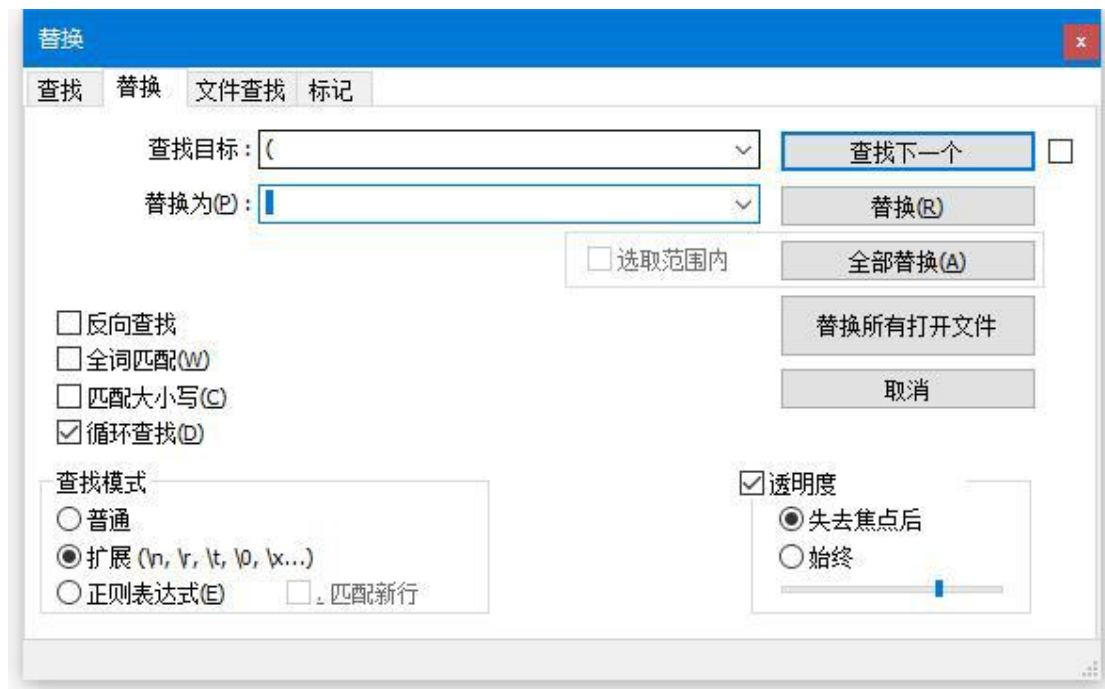 替换
x
查找 替换 文件查找 标记
查找目标：( 查找下一个
替换为(P)： 替换(R)
选取范围内 全部替换(A)
反向查找 替换所有打开文件
全词匹配(W)
匹配大小写(C) 取消
循环查找(D)
查找模式 透明度
普通 失去焦点后
扩展 (\n, \r, \t, \0, \x...) 始终
正则表达式(E) . 匹配新行